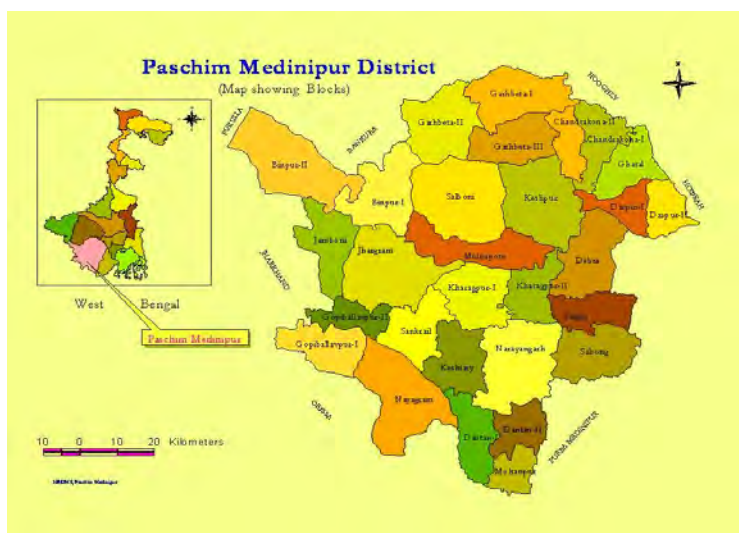 Paschim Medinipur District
(Map showing Blocks)
HOOGHLY
PURULIA
BANKURA
Garhbeta-I
Garhbeta-II
Garhbeta-III
Chandrakona-II
Chandrakona-I
Ghatal
HOWRAH
Binpur-II
Binpur-I
Salboni
Keshpur
Daspur-I
Daspur-II
Jamboni
Jhargram
Midnapore
Debra
JHARKHAND
Kharagpur-I
Kharagpur-II
West Bengal
Paschim Medinipur
Gopiballavpur-II
Gopiballavpur-I
Sankrail
Keshiary
Narayangarh
Sabong
Nayagram
ORISSA
Dantan-I
Dantan-II
PURBA MEDINIPUR
Mohanpur
10 0 10 20 Kilometers